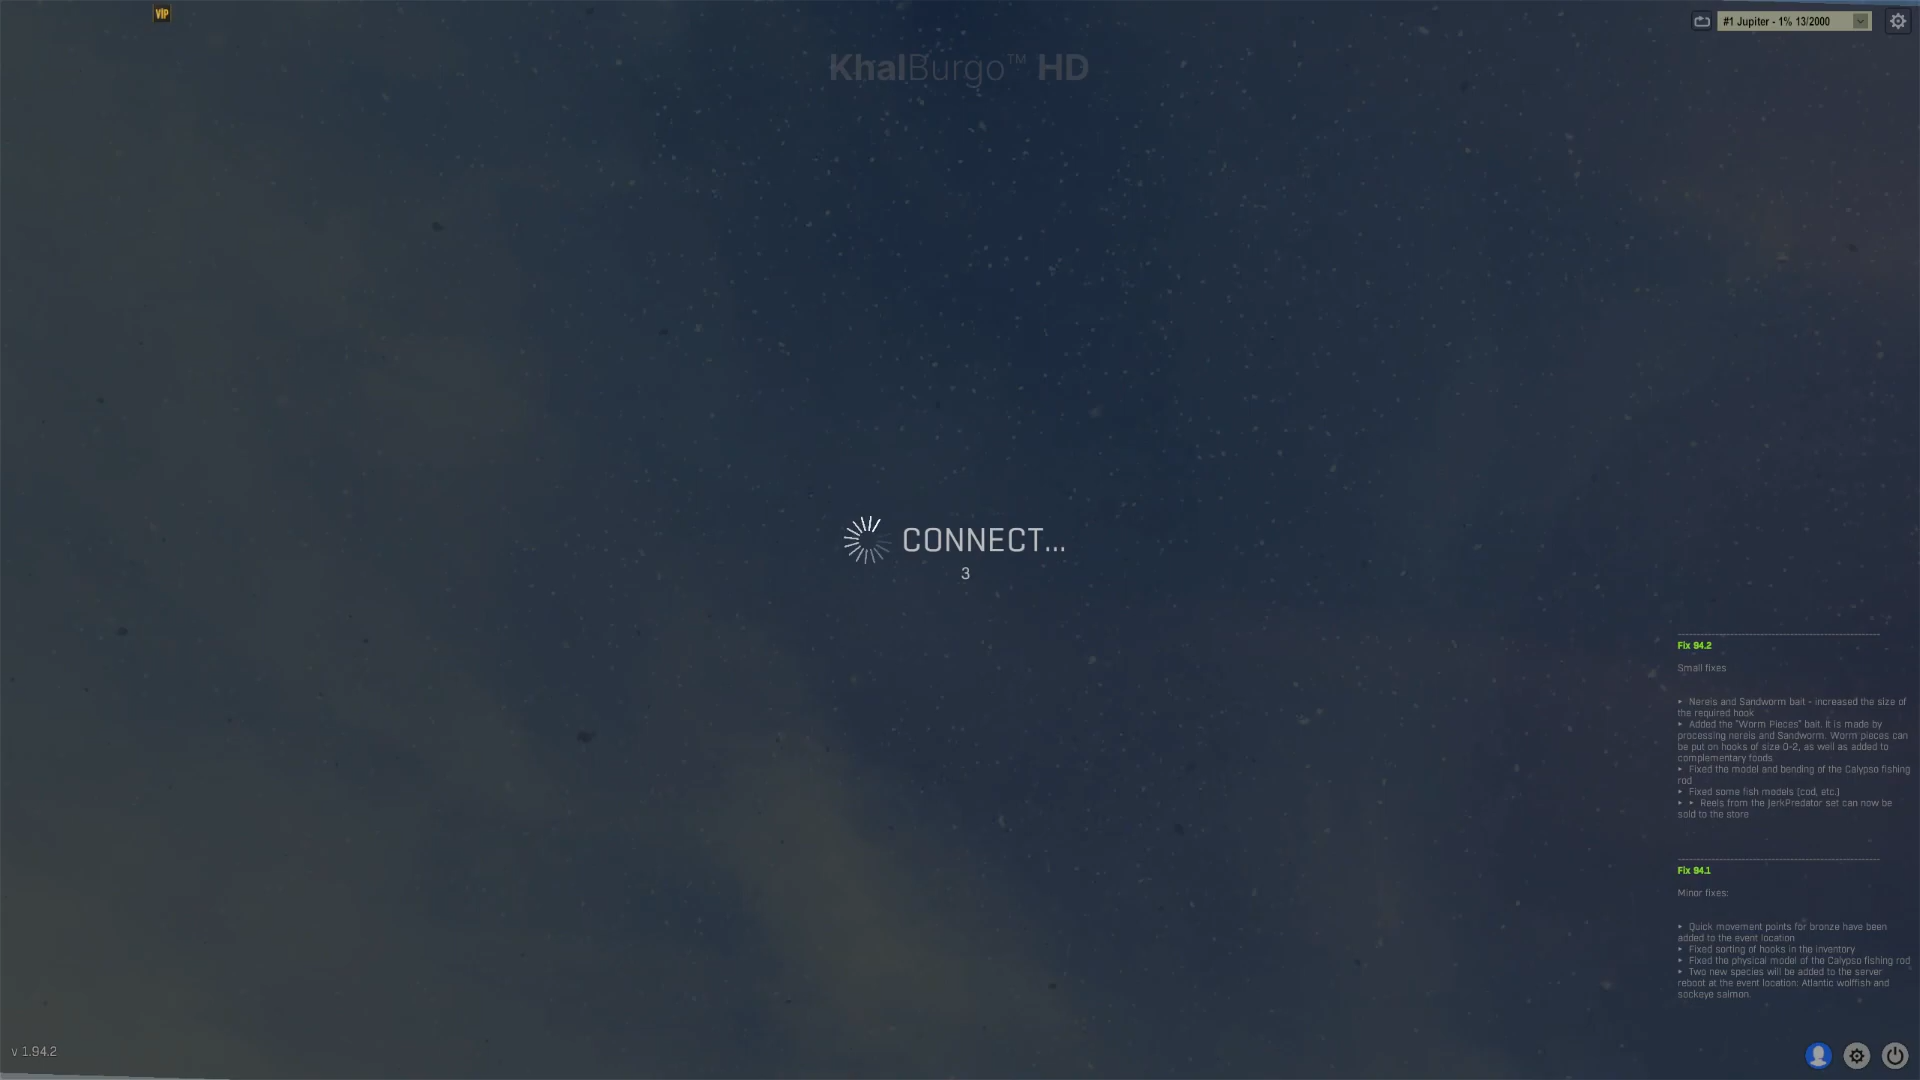 VIP
#1 Jupiter - 1% 13/2000
KhalBurgo™ HD
CONNECT...
3
Fix 94.2
Small fixes
‣ Nereis and Sandworm bait - increased the size of
the required hook
‣ Added the "Worm Pieces" bait. It is made by
processing nereis and Sandworm. Worm pieces can
be put on hooks of size 0-2, as well as added to
complementary foods
‣ Fixed the model and bending of the Calypso fishing
rod
‣ Fixed some fish models (cod, etc.)
‣ ‣ Reels from the JerkPredator set can now be
sold to the store
Fix 94.1
Minor fixes:
‣ Quick movement points for bronze have been
added to the event location
‣ Fixed sorting of hooks in the inventory
‣ Fixed the physical model of the Calypso fishing rod
‣ Two new species will be added to the server
reboot at the event location: Atlantic wolffish and
sockeye salmon
v 1.94.2